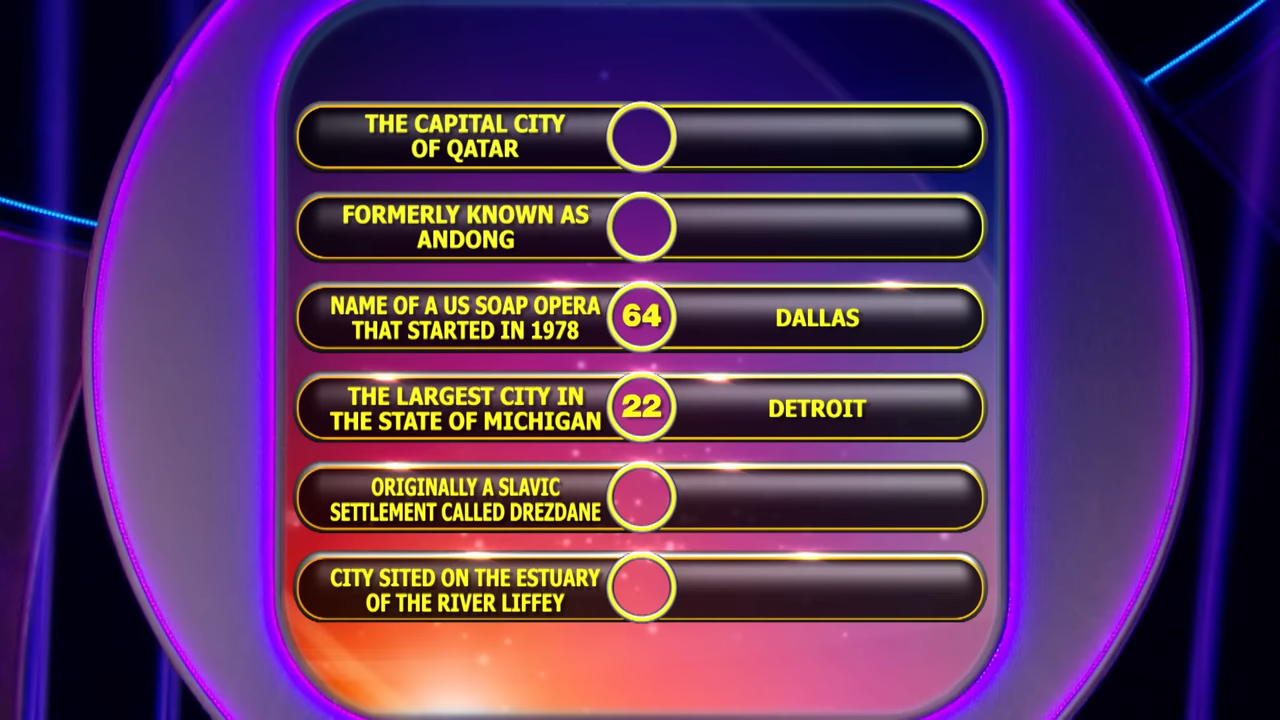 THE CAPITAL CITY
OF QATAR
FORMERLY KNOWN AS
ANDONG
NAME OF A US SOAP OPERA
THAT STARTED IN 1978
64
DALLAS
THE LARGEST CITY IN
THE STATE OF MICHIGAN
22
DETROIT
ORIGINALLY A SLAVIC
SETTLEMENT CALLED DREZDANE
CITY SITED ON THE ESTUARY
OF THE RIVER LIFFEY